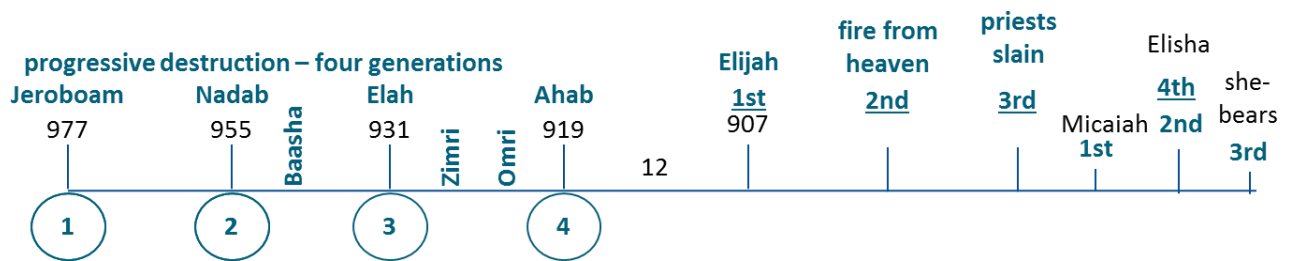 progressive destruction – four generations
Jeroboam
977
Nadab
955
Baasha
Elah
931
Zimri
Omri
Ahab
919
12
Elijah
1st
907
fire from
heaven
2nd
priests
slain
3rd
Micaiah
1st
Elisha
4th
2nd
she-
bears
3rd
1
2
3
4